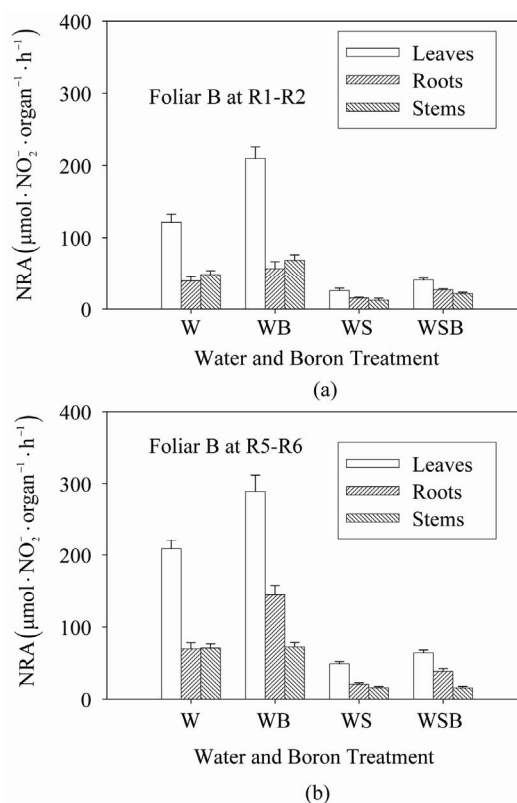 400
300
200
100
0
NRA(μmol·NO₂⁻·organ⁻¹·h⁻¹)
Foliar B at R1-R2
Leaves
Roots
Stems
W WB WS WSB
Water and Boron Treatment
(a)
400
300
200
100
0
NRA(μmol·NO₂⁻·organ⁻¹·h⁻¹)
Foliar B at R5-R6
Leaves
Roots
Stems
W WB WS WSB
Water and Boron Treatment
(b)